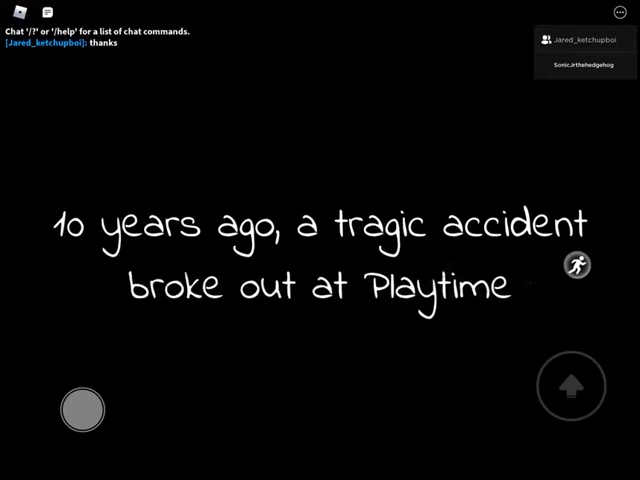 Chat '/?' or '/help' for a list of chat commands.
[Jared_ketchupboi]: thanks
Jared_ketchupboi
SonicJrthehedgehog
10 years ago, a tragic accident
broke out at Playtime